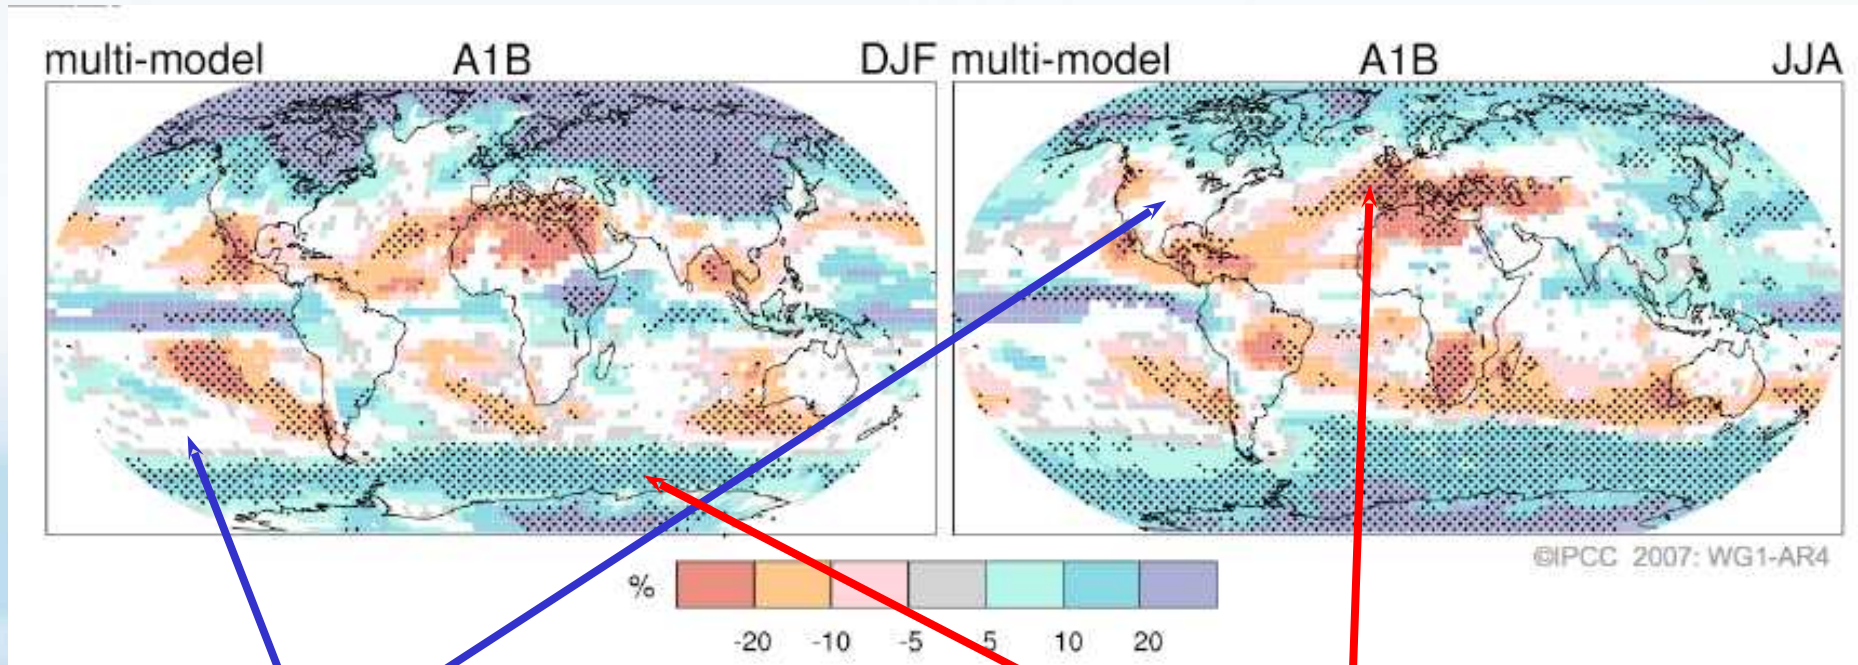 multi-model A1B DJF
multi-model A1B JJA
©IPCC 2007: WG1-AR4
%
-20 -10 -5 5 10 20